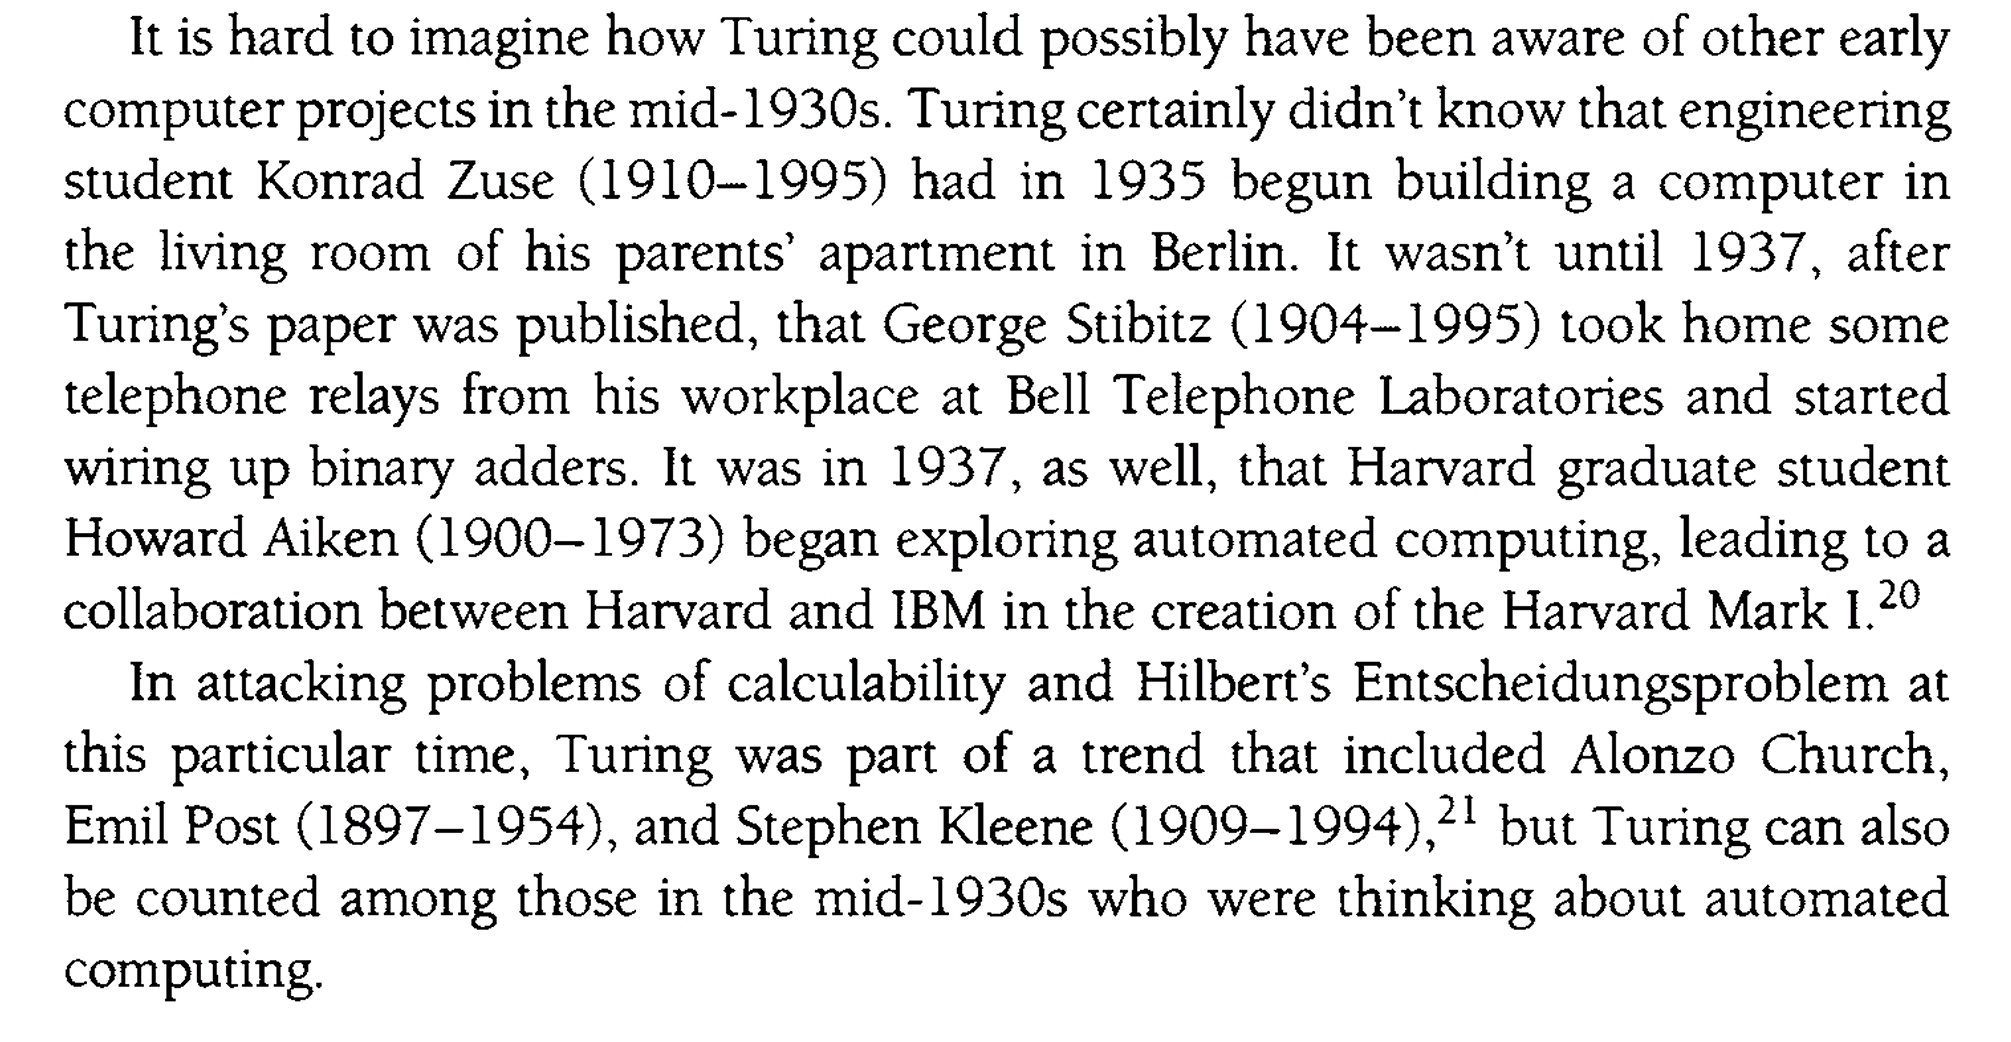 It is hard to imagine how Turing could possibly have been aware of other early
computer projects in the mid-1930s. Turing certainly didn’t know that engineering
student Konrad Zuse (1910–1995) had in 1935 begun building a computer in
the living room of his parents’ apartment in Berlin. It wasn’t until 1937, after
Turing’s paper was published, that George Stibitz (1904–1995) took home some
telephone relays from his workplace at Bell Telephone Laboratories and started
wiring up binary adders. It was in 1937, as well, that Harvard graduate student
Howard Aiken (1900–1973) began exploring automated computing, leading to a
collaboration between Harvard and IBM in the creation of the Harvard Mark I.20
In attacking problems of calculability and Hilbert’s Entscheidungsproblem at
this particular time, Turing was part of a trend that included Alonzo Church,
Emil Post (1897–1954), and Stephen Kleene (1909–1994),21 but Turing can also
be counted among those in the mid-1930s who were thinking about automated
computing.